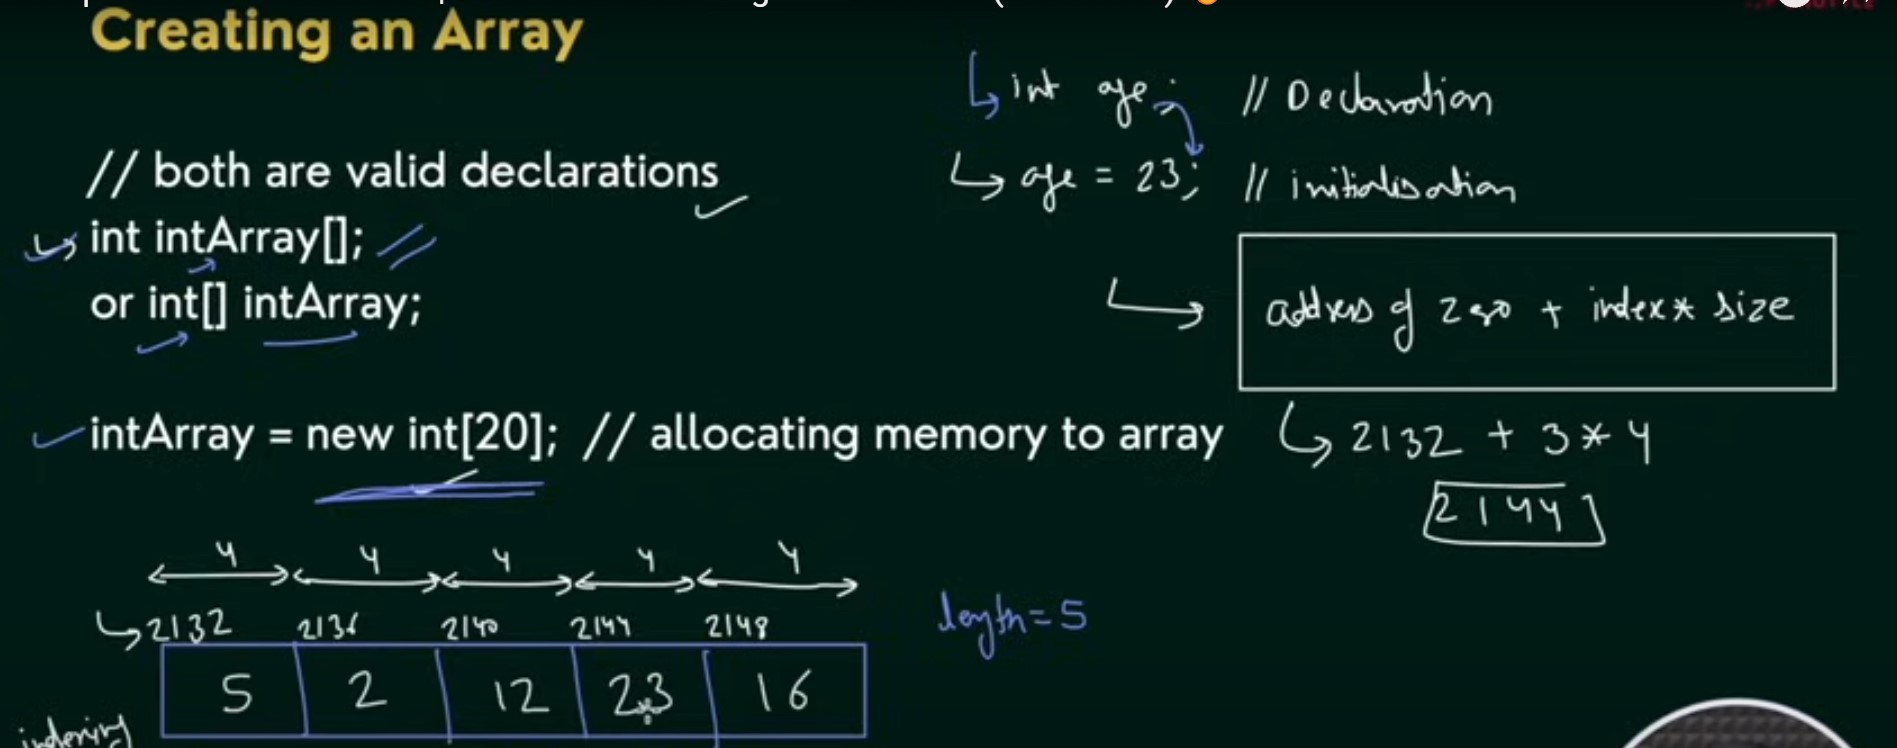 Creating an Array
int age; // Declaration
age = 23; // initialisation
// both are valid declarations
int intArray[];
or int[] intArray;
address of zero + index * size
intArray = new int[20]; // allocating memory to array
2132 + 3 * 4
2144
4 4 4 4 4
2132 2136 2140 2144 2148
length = 5
5 2 12 23 16
indexing